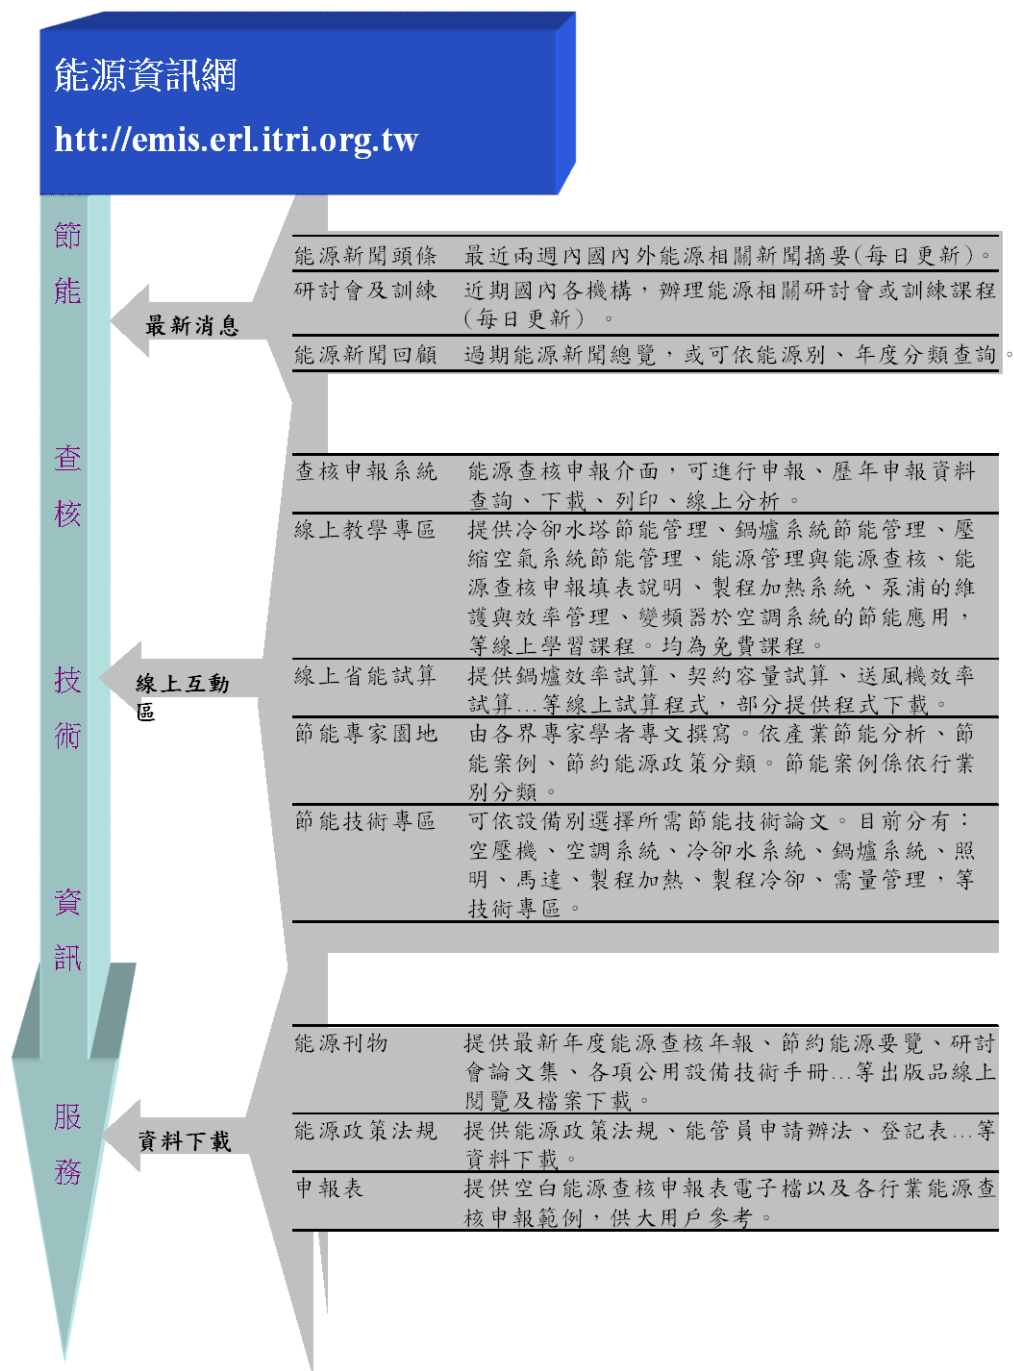 能源資訊網
htt://emis.erl.itri.org.tw
節
能
查
核
技
術
資
訊
服
務
最新消息
能源新聞頭條 最近兩週內國內外能源相關新聞摘要(每日更新)。
研討會及訓練 近期國內各機構，辦理能源相關研討會或訓練課程
(每日更新) 。
能源新聞回顧 過期能源新聞總覽，或可依能源別、年度分類查詢。
線上互動
區
查核申報系統 能源查核申報介面，可進行申報、歷年申報資料
查詢、下載、列印、線上分析。
線上教學專區 提供冷卻水塔節能管理、鍋爐系統節能管理、壓
縮空氣系統節能管理、能源管理與能源查核、能
源查核申報填表說明、製程加熱系統、泵浦的維
護與效率管理、變頻器於空調系統的節能應用，
等線上學習課程。均為免費課程。
線上省能試算 提供鍋爐效率試算、契約容量試算、送風機效率
試算…等線上試算程式，部分提供程式下載。
節能專家園地 由各界專家學者專文撰寫。依產業節能分析、節
能案例、節約能源政策分類。節能案例係依行業
別分類。
節能技術專區 可依設備別選擇所需節能技術論文。目前分有：
空壓機、空調系統、冷卻水系統、鍋爐系統、照
明、馬達、製程加熱、製程冷卻、需量管理，等
技術專區。
資料下載
能源刊物 提供最新年度能源查核年報、節約能源要覽、研討
會論文集、各項公用設備技術手冊…等出版品線上
閱覽及檔案下載。
能源政策法規 提供能源政策法規、能管員申請辦法、登記表…等
資料下載。
申報表 提供空白能源查核申報表電子檔以及各行業能源查
核申報範例，供大用戶參考。